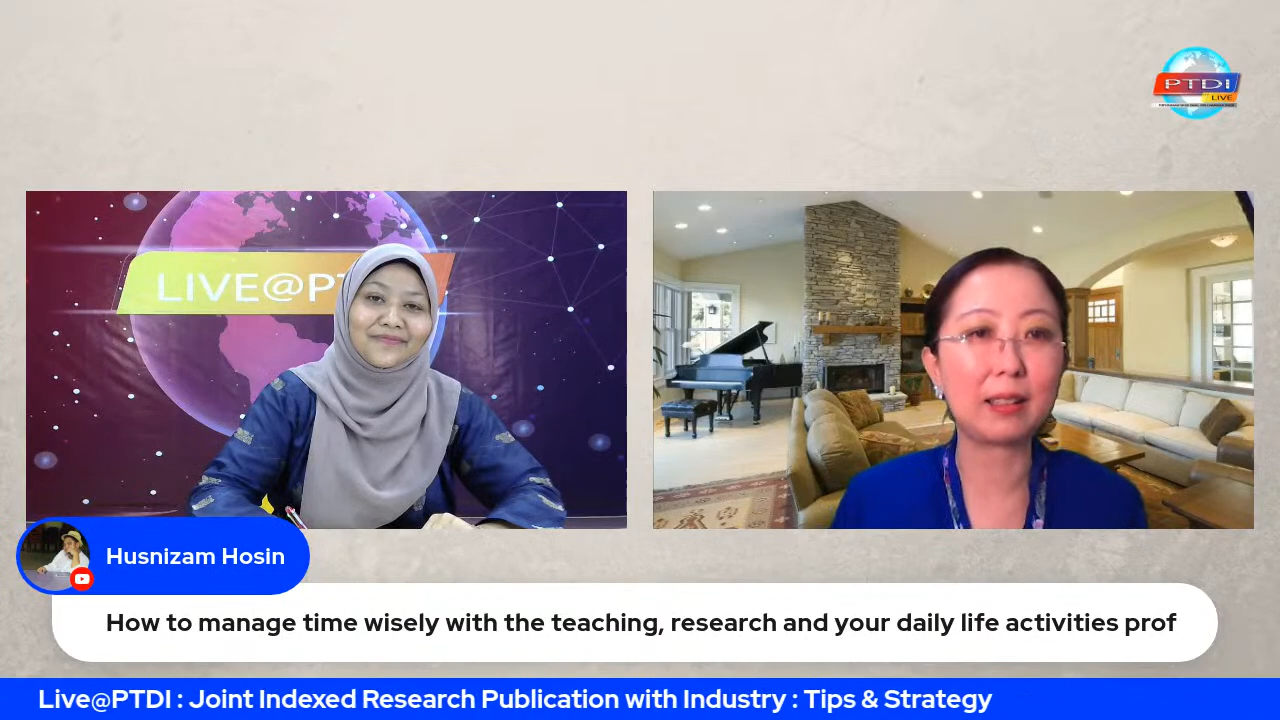 PTDI
LIVE
LIVE@PT
Husnizam Hosin
How to manage time wisely with the teaching, research and your daily life activities prof
Live@PTDI : Joint Indexed Research Publication with Industry : Tips & Strategy